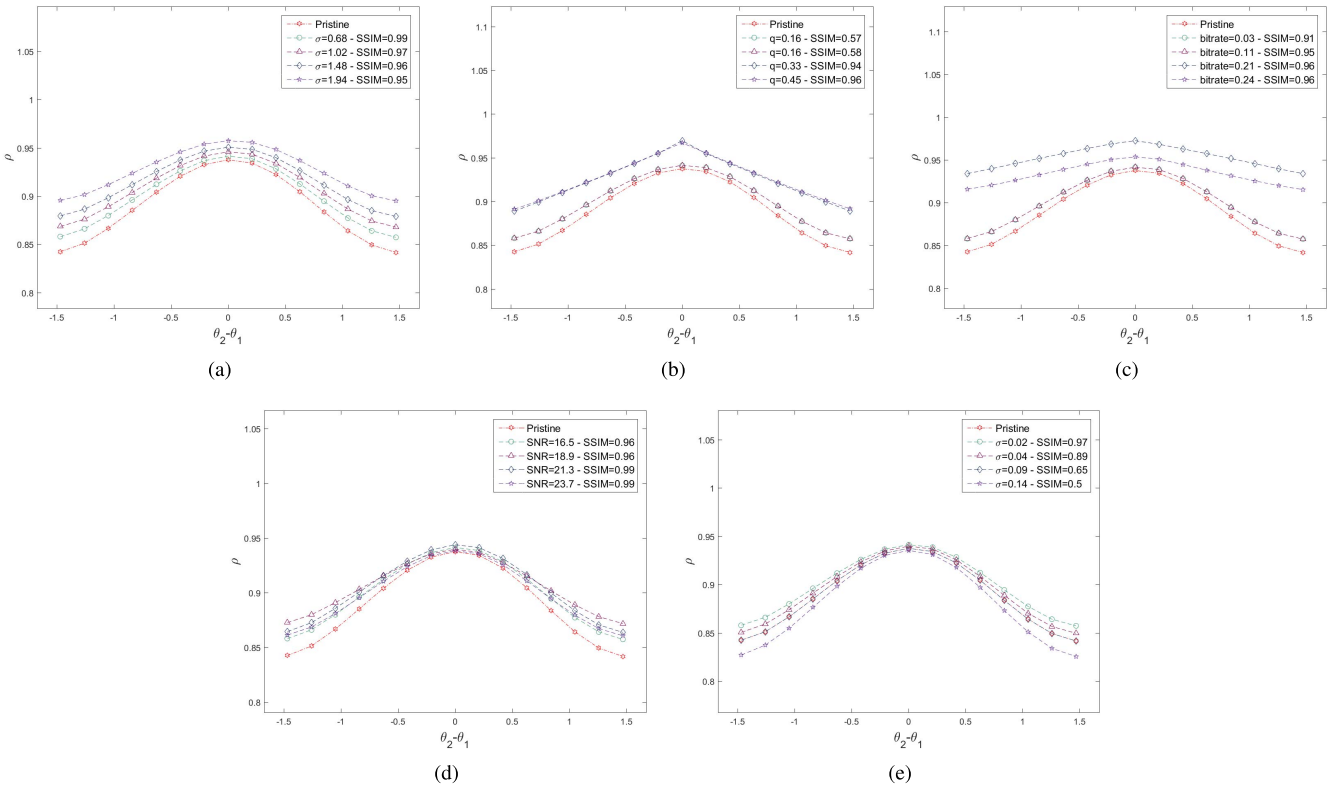 Pristine
σ=0.68 - SSIM=0.99
σ=1.02 - SSIM=0.97
σ=1.48 - SSIM=0.96
σ=1.94 - SSIM=0.95
1.05
1
0.95
0.9
0.85
0.8
ρ
-1.5 -1 -0.5 0 0.5 1 1.5
θ2-θ1
(a)
Pristine
q=0.16 - SSIM=0.57
q=0.16 - SSIM=0.58
q=0.33 - SSIM=0.94
q=0.45 - SSIM=0.96
1.1
1.05
1
0.95
0.9
0.85
0.8
ρ
-1.5 -1 -0.5 0 0.5 1 1.5
θ2-θ1
(b)
Pristine
bitrate=0.03 - SSIM=0.91
bitrate=0.11 - SSIM=0.95
bitrate=0.21 - SSIM=0.96
bitrate=0.24 - SSIM=0.96
1.1
1.05
1
0.95
0.9
0.85
0.8
ρ
-1.5 -1 -0.5 0 0.5 1 1.5
θ2-θ1
(c)
Pristine
SNR=16.5 - SSIM=0.96
SNR=18.9 - SSIM=0.96
SNR=21.3 - SSIM=0.99
SNR=23.7 - SSIM=0.99
1.05
1
0.95
0.9
0.85
0.8
ρ
-1.5 -1 -0.5 0 0.5 1 1.5
θ2-θ1
(d)
Pristine
σ=0.02 - SSIM=0.97
σ=0.04 - SSIM=0.89
σ=0.09 - SSIM=0.65
σ=0.14 - SSIM=0.5
1.05
1
0.95
0.9
0.85
0.8
ρ
-1.5 -1 -0.5 0 0.5 1 1.5
θ2-θ1
(e)